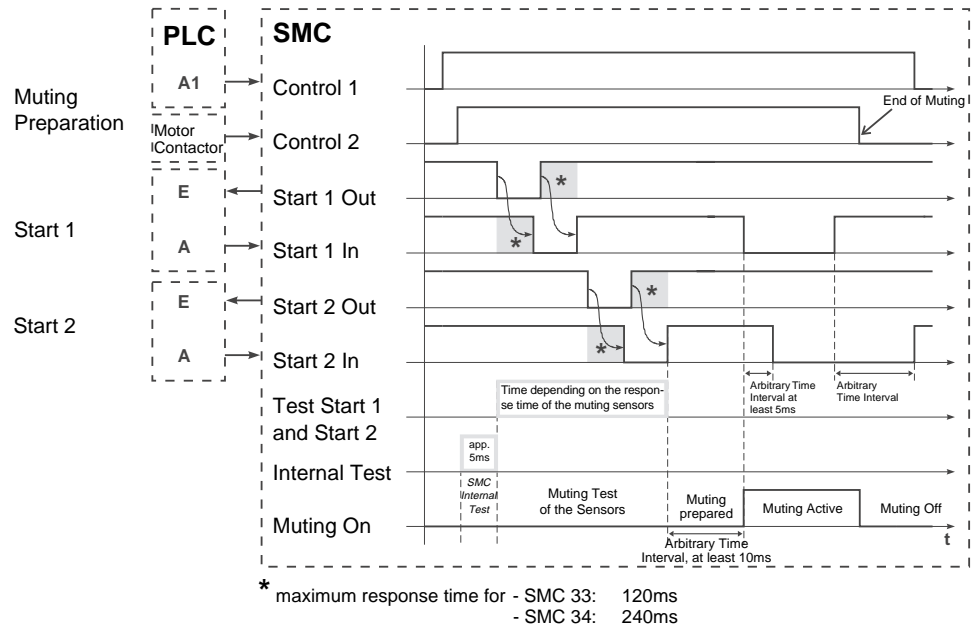 PLC
SMC
A1
Control 1
End of Muting
Muting
Preparation
Motor
Contactor
Control 2
E
Start 1 Out
*
Start 1
A
Start 1 In
*
E
Start 2 Out
*
Start 2
A
Start 2 In
*
Time depending on the respon-
se time of the muting sensors
Arbitrary Time
Interval at
least 5ms
Arbitrary
Time Interval
Test Start 1
and Start 2
app.
5ms
Internal Test
SMC
Internal
Test
Muting Test
of the Sensors
Muting
prepared
Muting Active
Muting Off
Muting On
t
Arbitrary Time
Interval, at least 10ms
* maximum response time for - SMC 33: 120ms
- SMC 34: 240ms